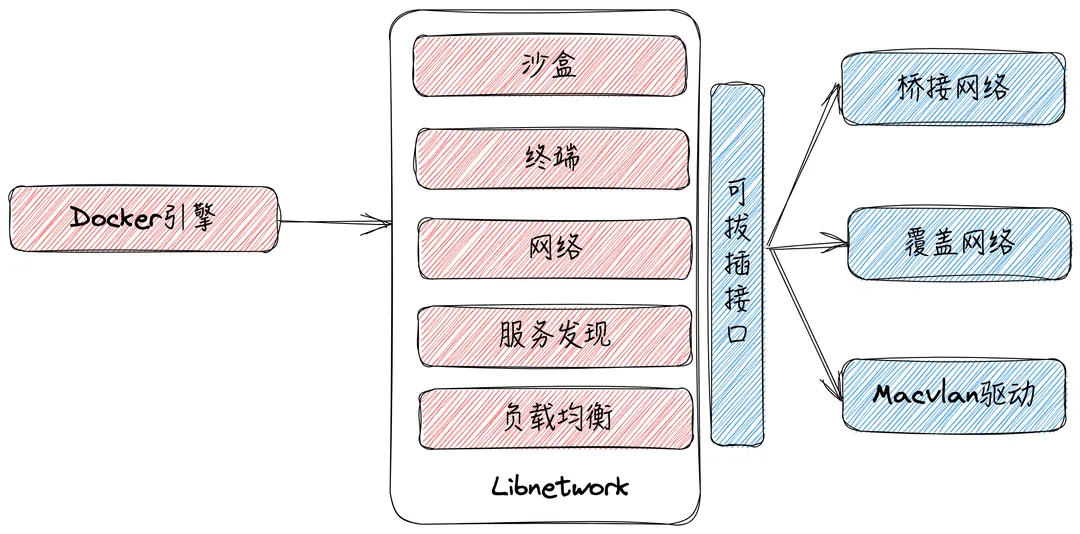 Docker引擎
沙盒
终端
网络
服务发现
负载均衡
Libnetwork
可拔插接口
桥接网络
覆盖网络
Macvlan驱动